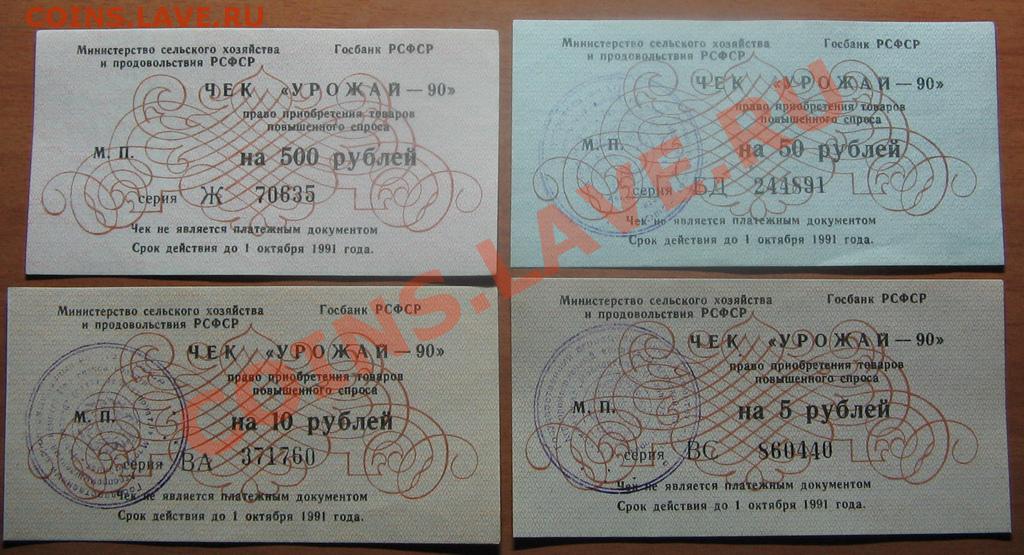 COINS.LAVE.RU
Министерство сельского хозяйства
и продовольствия РСФСР
Госбанк РСФСР
ЧЕК «УРОЖАЙ — 90»
право приобретения товаров
повышенного спроса
М. П.
на 500 рублей
серия Ж 70635
Чек не является платежным документом
Срок действия до 1 октября 1991 года.
Министерство сельского хозяйства
и продовольствия РСФСР
Госбанк РСФСР
ЧЕК «УРОЖАЙ — 90»
право приобретения товаров
повышенного спроса
М. П.
на 50 рублей
серия БД 244891
Чек не является платежным документом
Срок действия до 1 октября 1991 года.
Министерство сельского хозяйства
и продовольствия РСФСР
Госбанк РСФСР
ЧЕК «УРОЖАЙ — 90»
право приобретения товаров
повышенного спроса
М. П.
на 10 рублей
серия ВА 371760
Чек не является платежным документом
Срок действия до 1 октября 1991 года.
Министерство сельского хозяйства
и продовольствия РСФСР
Госбанк РСФСР
ЧЕК «УРОЖАЙ — 90»
право приобретения товаров
повышенного спроса
М. П.
на 5 рублей
серия ВС 860440
Чек не является платежным документом
Срок действия до 1 октября 1991 года.
COINS.LAVE.RU